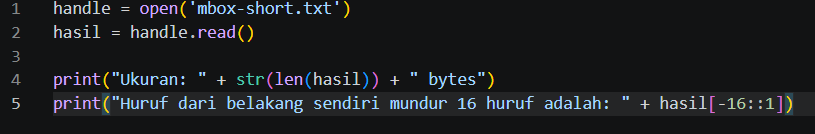 1 handle = open('mbox-short.txt')
2 hasil = handle.read()
3
4 print("Ukuran: " + str(len(hasil)) + " bytes")
5 print("Huruf dari belakang sendiri mundur 16 huruf adalah: " + hasil[-16::1])